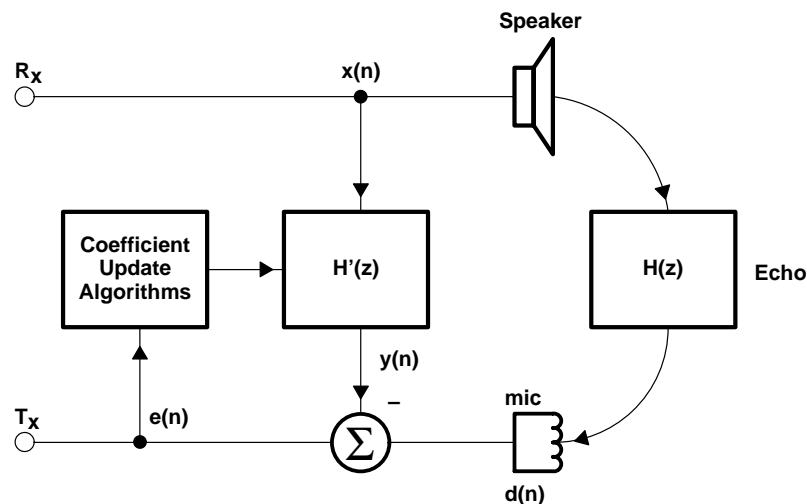 Speaker
Rx
x(n)
Coefficient
Update
Algorithms
H’(z)
H(z)
Echo
y(n)
Tx
e(n)
–
Σ
mic
d(n)